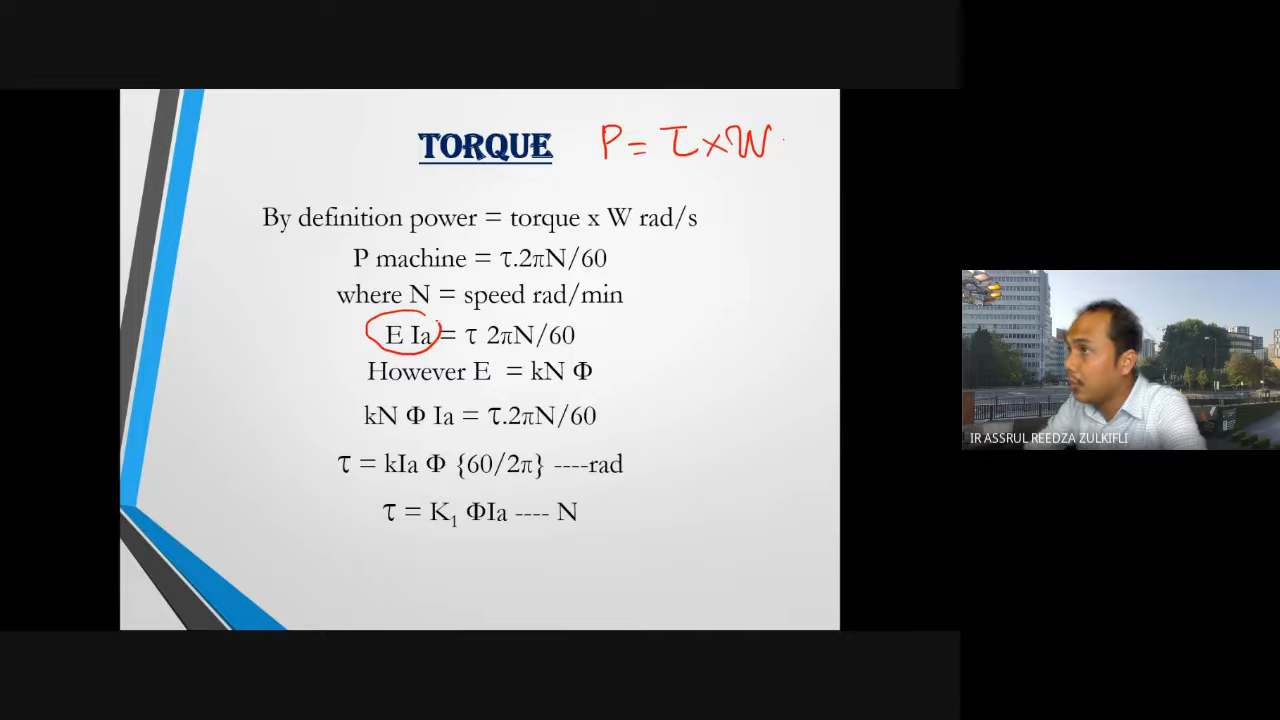 TORQUE P = τ x W
By definition power = torque x W rad/s
P machine = τ.2πN/60
where N = speed rad/min
E Ia = τ 2πN/60
However E = kN Φ
kN Φ Ia = τ.2πN/60
τ = kIa Φ {60/2π} ----rad
τ = K₁ ΦIa ---- N
IR ASSRUL REEDZA ZULKIFLI